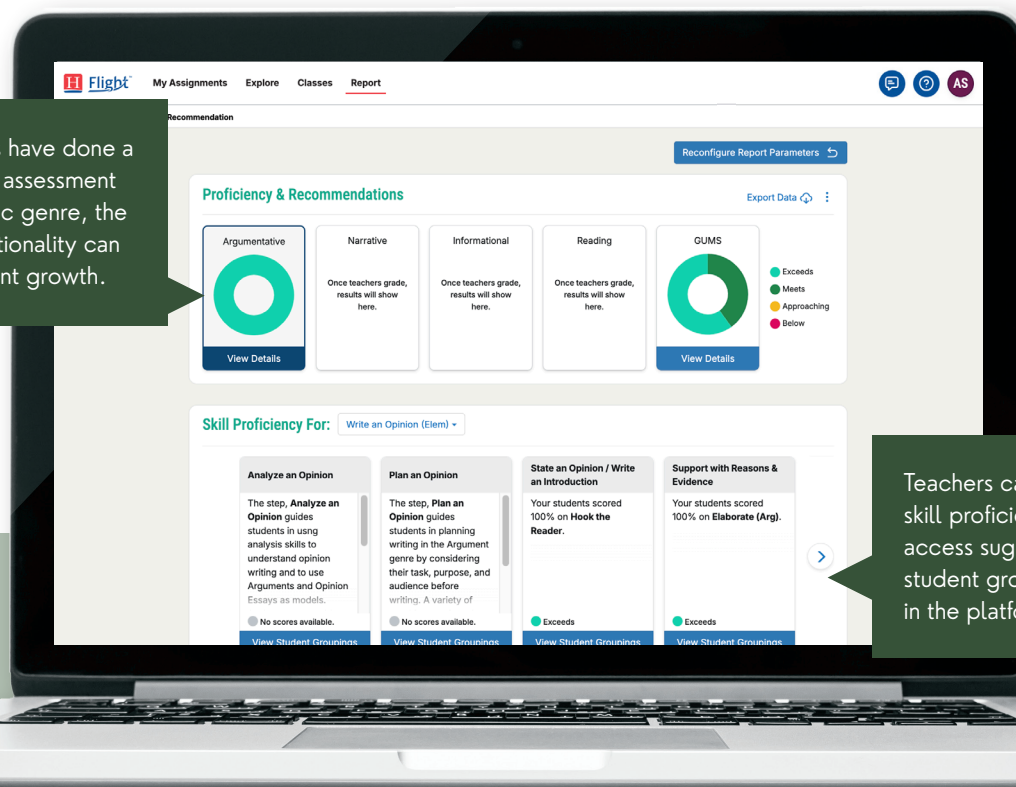 H Flight
My Assignments Explore Classes Report
AS
Recommendation
have done a
assessment
c genre, the
tionality can
nt growth.
Reconfigure Report Parameters
Proficiency & Recommendations
Export Data
Argumentative
View Details
Narrative
Once teachers grade,
results will show
here.
Informational
Once teachers grade,
results will show
here.
Reading
Once teachers grade,
results will show
here.
GUMS
View Details
Exceeds
Meets
Approaching
Below
Skill Proficiency For: Write an Opinion (Elem)
Analyze an Opinion
The step, Analyze an
Opinion guides
students in usng
analysis skills to
understand opinion
writing and to use
Arguments and Opinion
Essays as models.
No scores available.
View Student Groupings
Plan an Opinion
The step, Plan an
Opinion guides
students in planning
writing in the Argument
genre by considering
their task, purpose, and
audience before
writing. A variety of
No scores available.
View Student Groupings
State an Opinion / Write
an Introduction
Your students scored
100% on Hook the
Reader.
Exceeds
View Student Groupings
Support with Reasons &
Evidence
Your students scored
100% on Elaborate (Arg).
Exceeds
View Student Groupings
Teachers ca
skill proficie
access sug
student gro
in the platfo